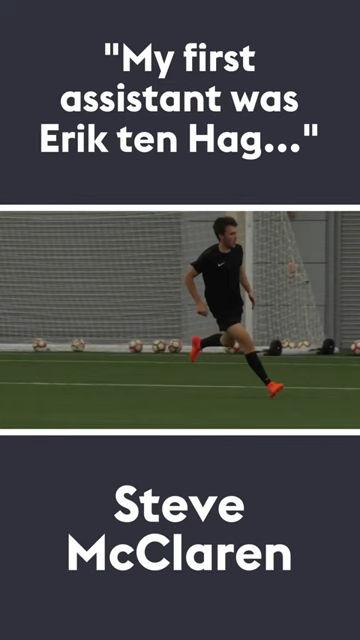 "My first
assistant was
Erik ten Hag..."
Steve
McClaren